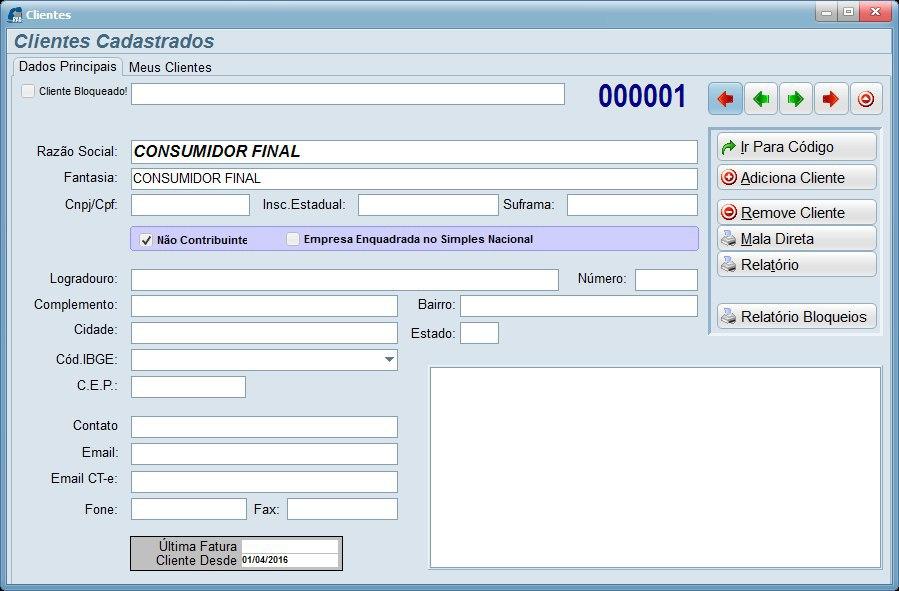 Clientes
Clientes Cadastrados
Dados Principais Meus Clientes
Cliente Bloqueado!
000001
Razão Social: CONSUMIDOR FINAL
Ir Para Código
Fantasia: CONSUMIDOR FINAL
Adiciona Cliente
Cnpj/Cpf: Insc.Estadual: Suframa:
Remove Cliente
Não Contribuinte Empresa Enquadrada no Simples Nacional
Mala Direta
Relatório
Logradouro: Número:
Complemento: Bairro:
Relatório Bloqueios
Cidade: Estado:
Cód.IBGE:
C.E.P.:
Contato
Email:
Email CT-e:
Fone: Fax:
Última Fatura
Cliente Desde 01/04/2016